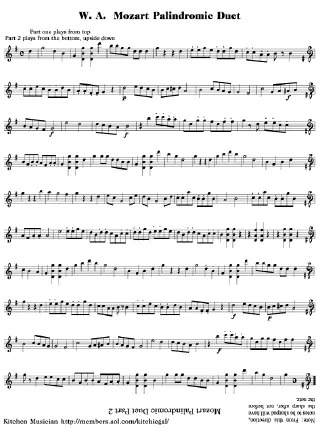 W. A. Mozart Palindromic Duet
Part one plays from top
Part 2 plays from the bottom, upside down
Note: From this direction,
notes to sharped will have
the sharp after, not before
the note.
Mozart Palindromic Duet Part 2
Kitchen Musician http://members.aol.com/kitchiegal/